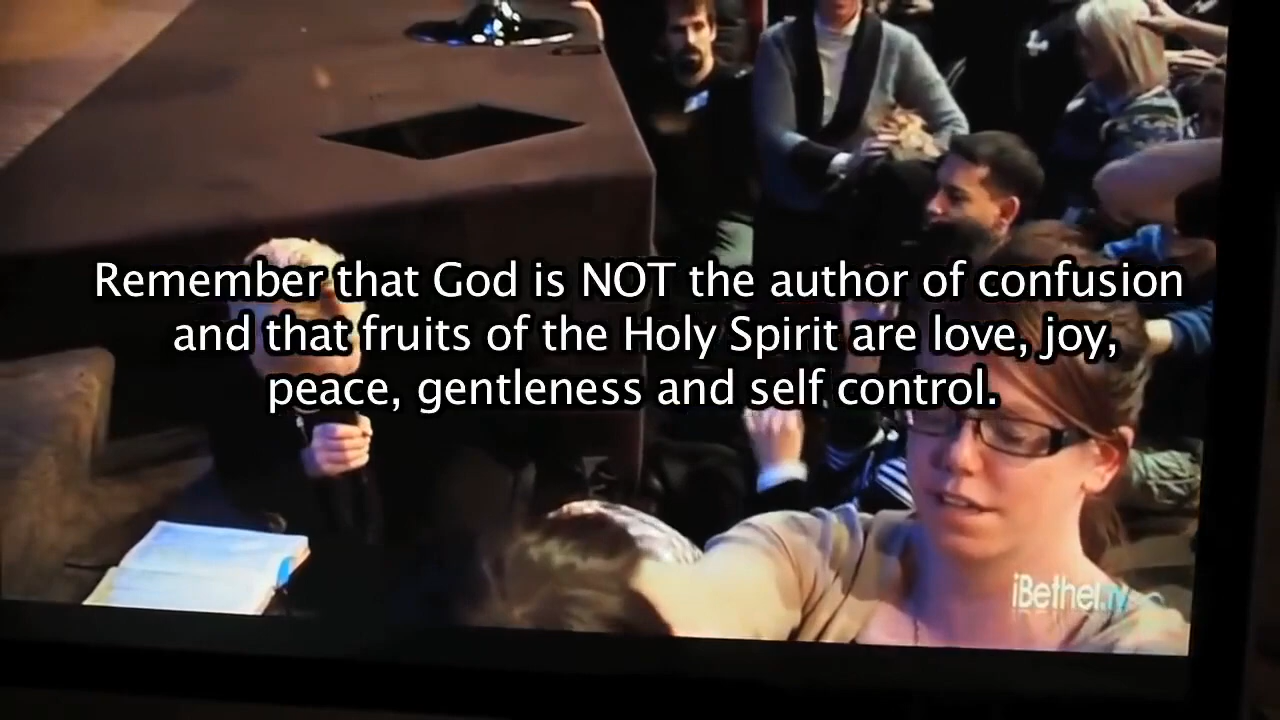 Remember that God is NOT the author of confusion
and that fruits of the Holy Spirit are love, joy,
peace, gentleness and self control.
iBethel.tv